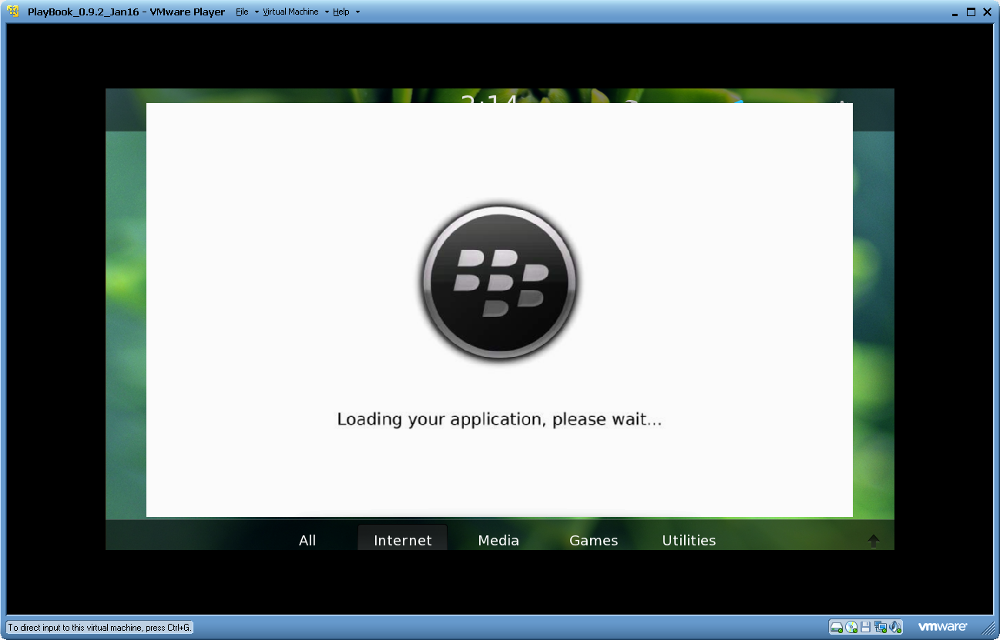 PlayBook_0.9.2_Jan16 - VMware Player File Virtual Machine Help
2:14
Loading your application, please wait...
All Internet Media Games Utilities
To direct input to this virtual machine, press Ctrl+G.
vmware